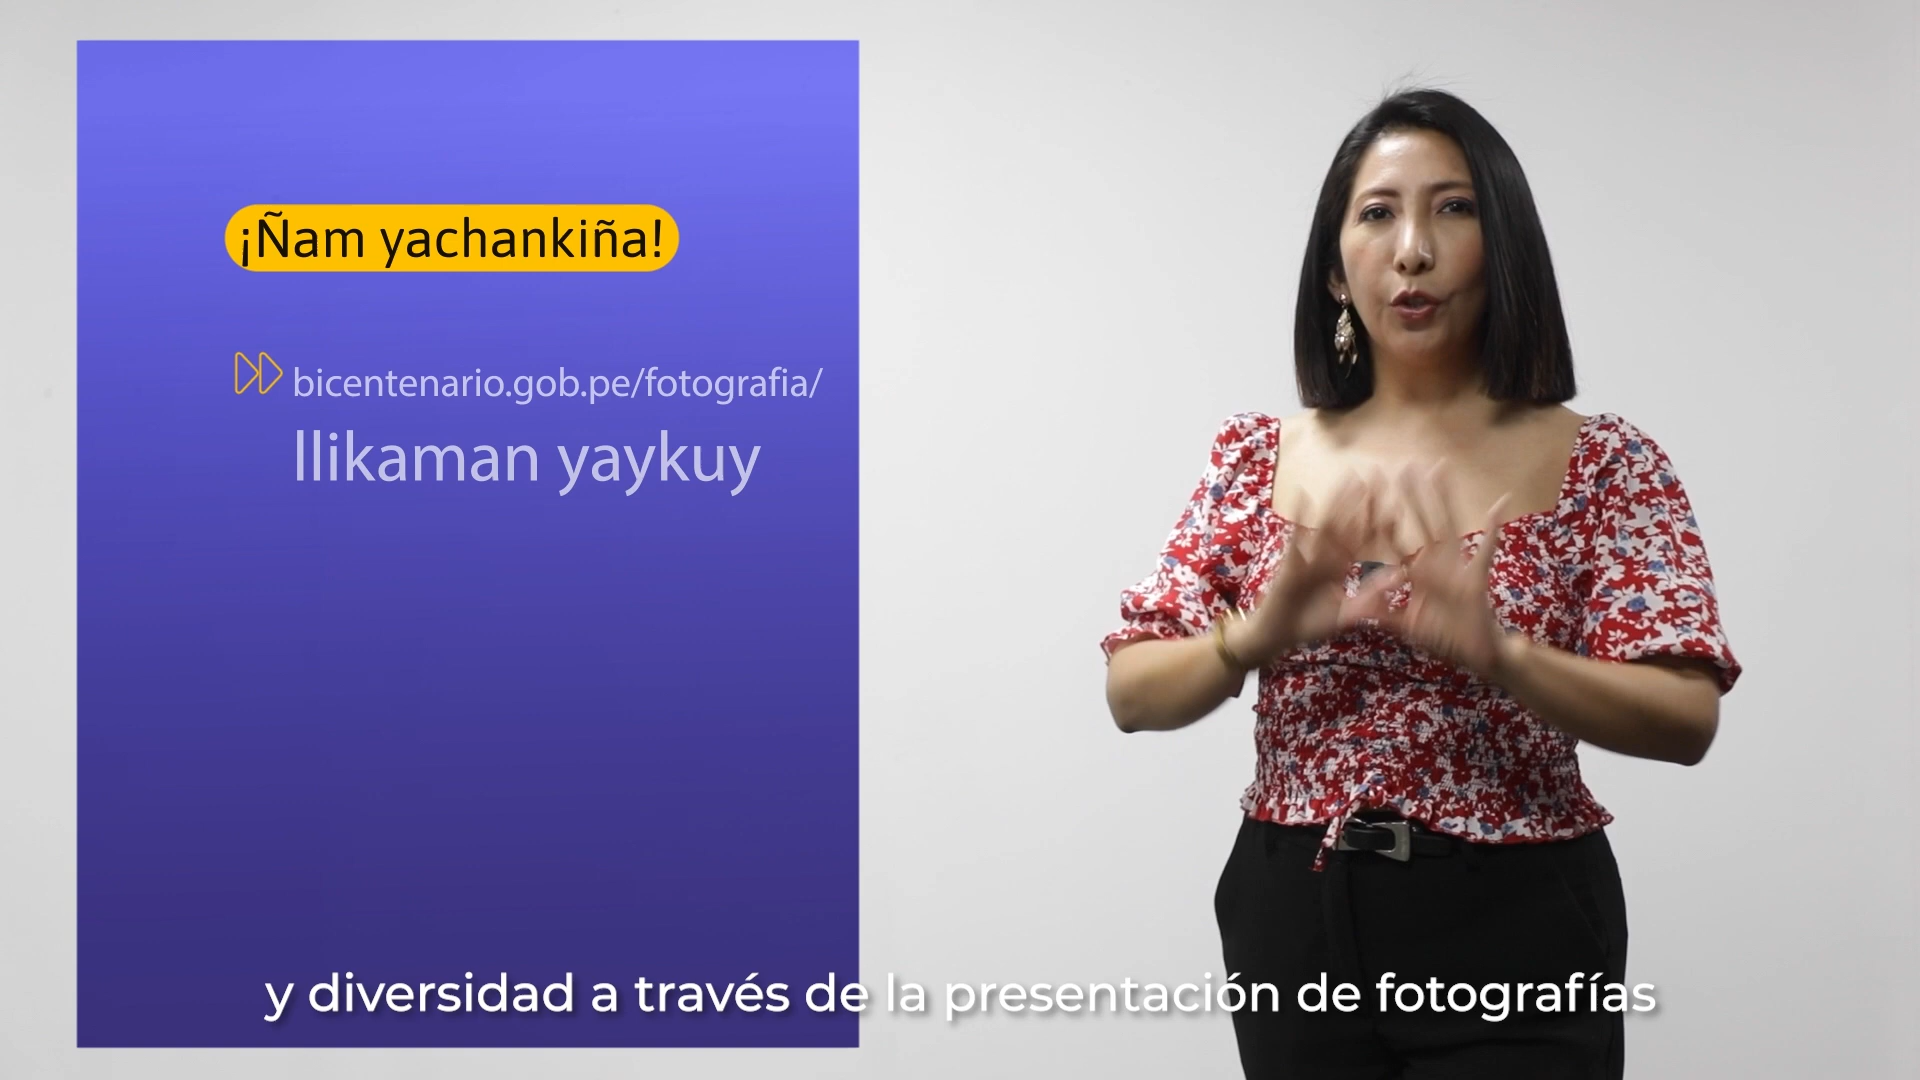 ¡Ñam yachankiña!
bicentenario.gob.pe/fotografia/
llikaman yaykuy
y diversidad a través de la presentación de fotografías